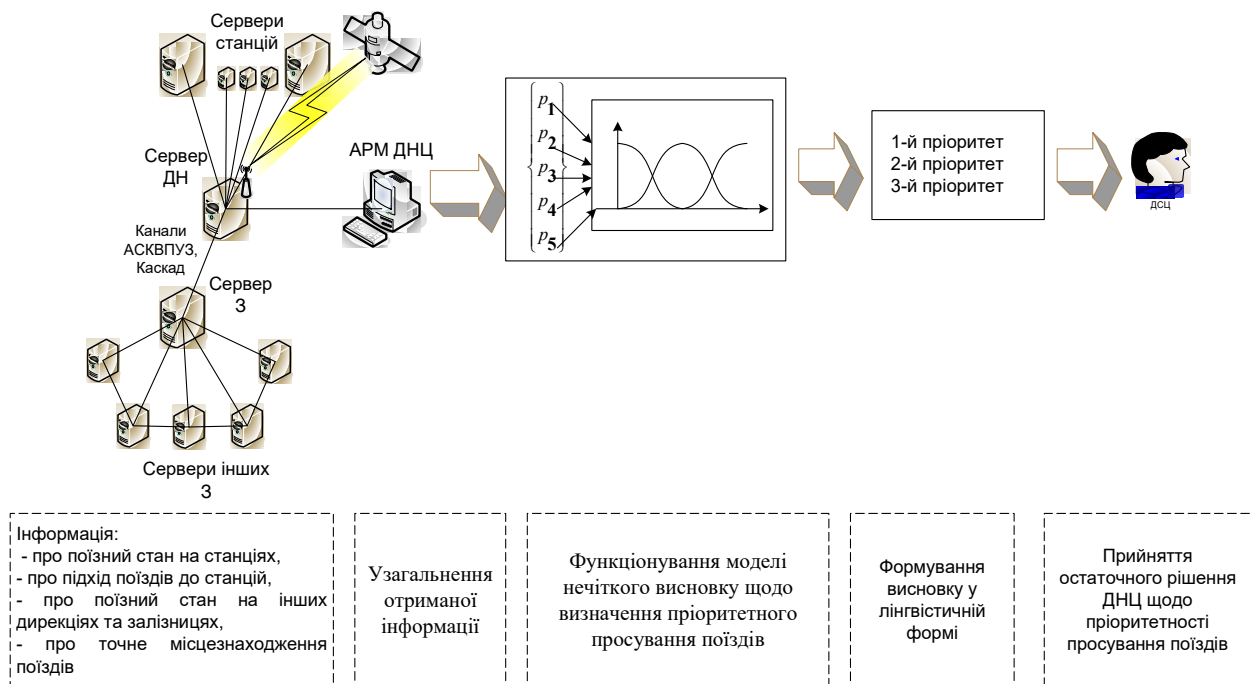 Сервери
станцій
Сервер
ДН
АРМ ДНЦ
Канали
АСКВПУЗ,
Каскад
Сервер
З
Сервери інших
З
p1
p2
p3
p4
p5
1-й пріоритет
2-й пріоритет
3-й пріоритет
ДСЦ
Інформація:
- про поїзний стан на станціях,
- про підхід поїздів до станцій,
- про поїзний стан на інших
дирекціях та залізницях,
- про точне місцезнаходження
поїздів
Узагальнення
отриманої
інформації
Функціонування моделі
нечіткого висновку щодо
визначення пріоритетного
просування поїздів
Формування
висновку у
лінгвістичній
формі
Прийняття
остаточного рішення
ДНЦ щодо
пріоритетності
просування поїздів